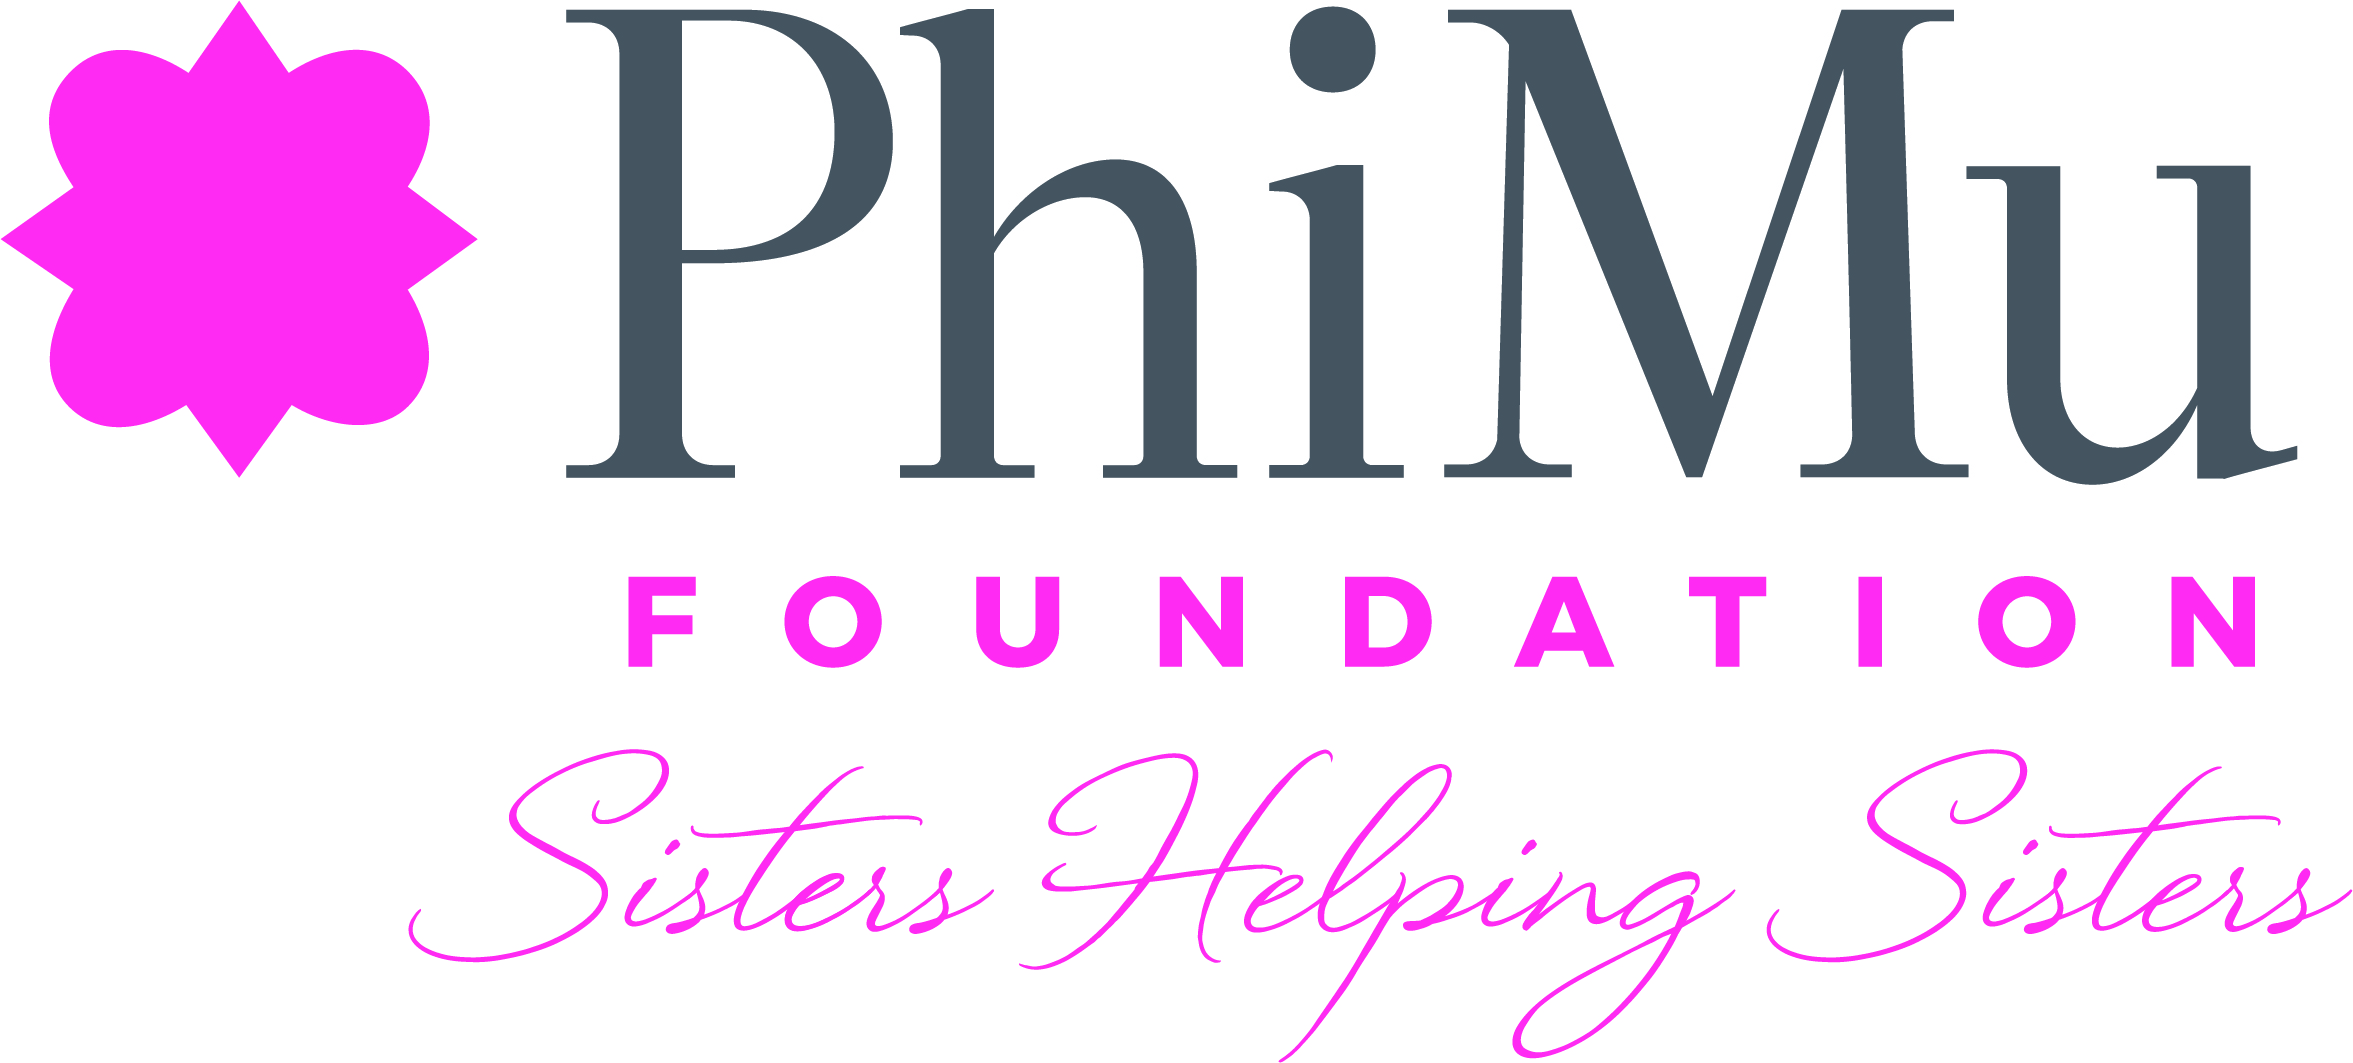 PhiMu
FOUNDATION
Sisters Helping Sisters